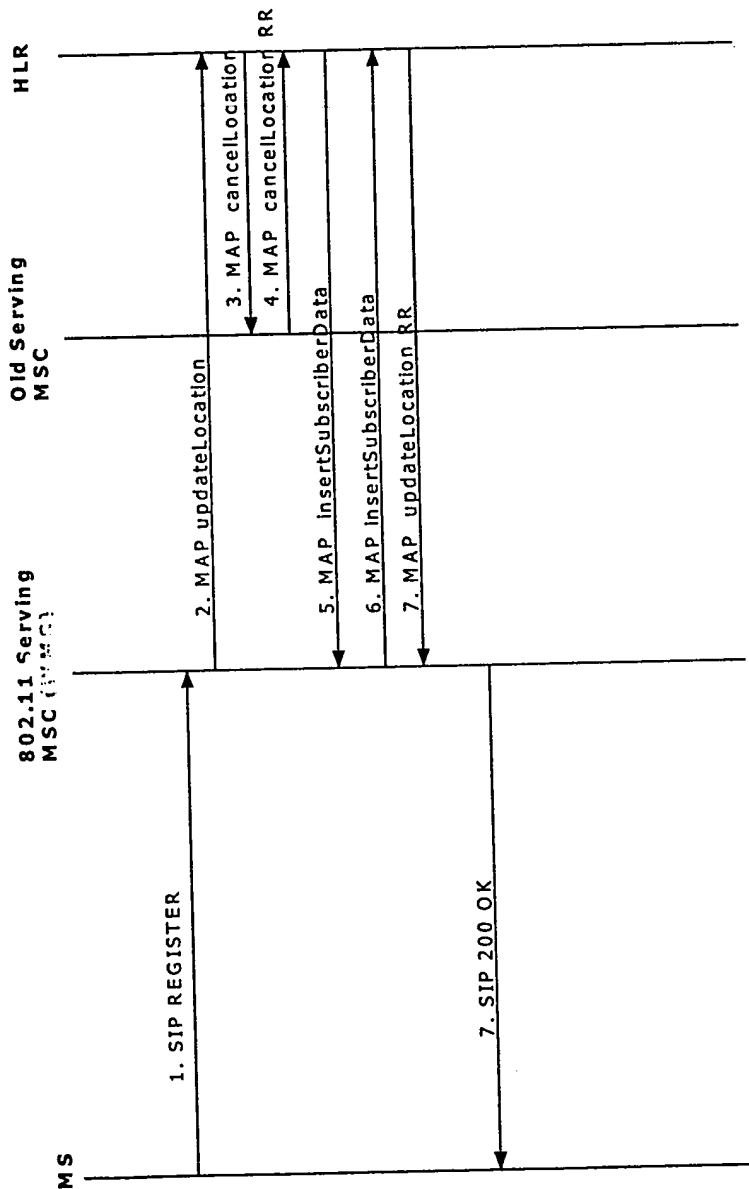 MS
802.11 Serving
MSC
Old Serving
MSC
HLR
1. SIP REGISTER
2. MAP updateLocation
3. MAP cancelLocation
4. MAP cancelLocation RR
5. MAP insertSubscriberData
6. MAP insertSubscriberData
7. MAP updateLocation RR
7. SIP 200 OK